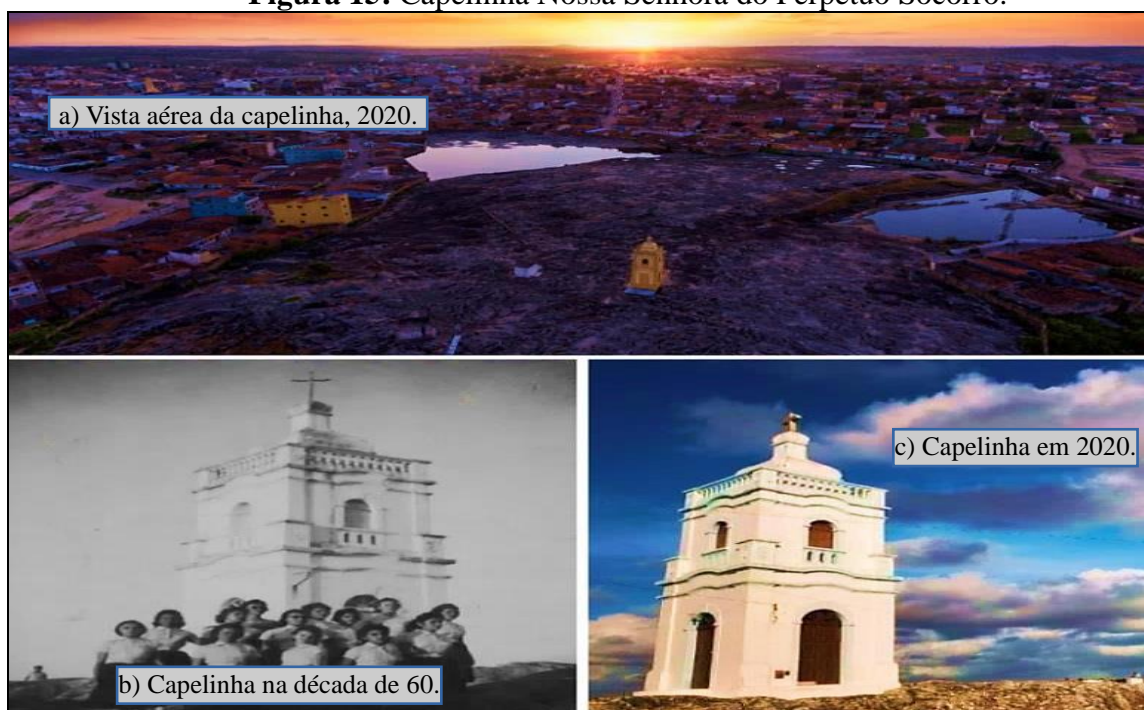 Figura 15: Capelinha Nossa Senhora do Perpétuo Socorro.
a) Vista aérea da capelinha, 2020.
b) Capelinha na década de 60.
c) Capelinha em 2020.